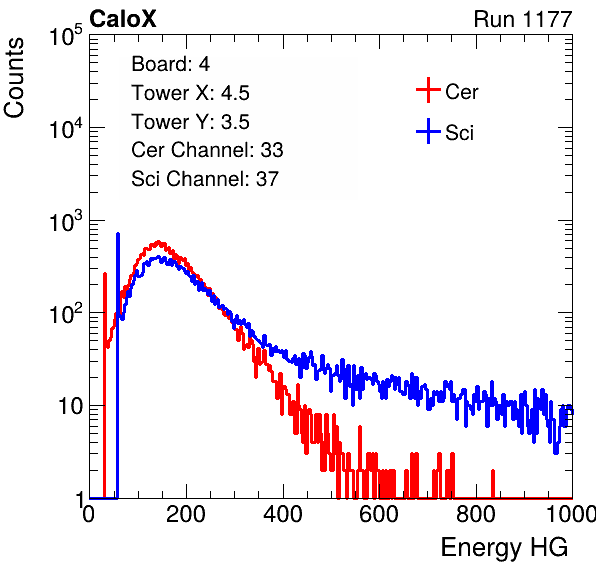 CaloX Run 1177
Counts
Board: 4
Tower X: 4.5
Tower Y: 3.5
Cer Channel: 33
Sci Channel: 37
Cer
Sci
10^5
10^4
10^3
10^2
10
1
0 200 400 600 800 1000
Energy HG